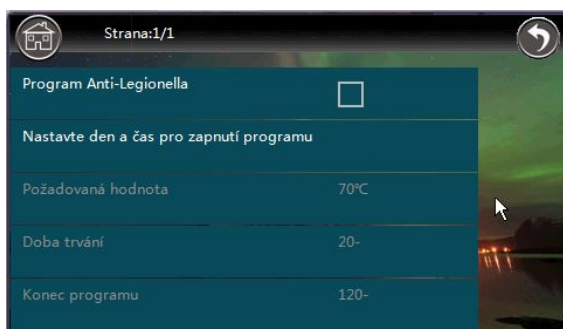 Strana:1/1
Program Anti-Legionella
Nastavte den a čas pro zapnutí programu
Požadovaná hodnota 70℃
Doba trvání 20-
Konec programu 120-